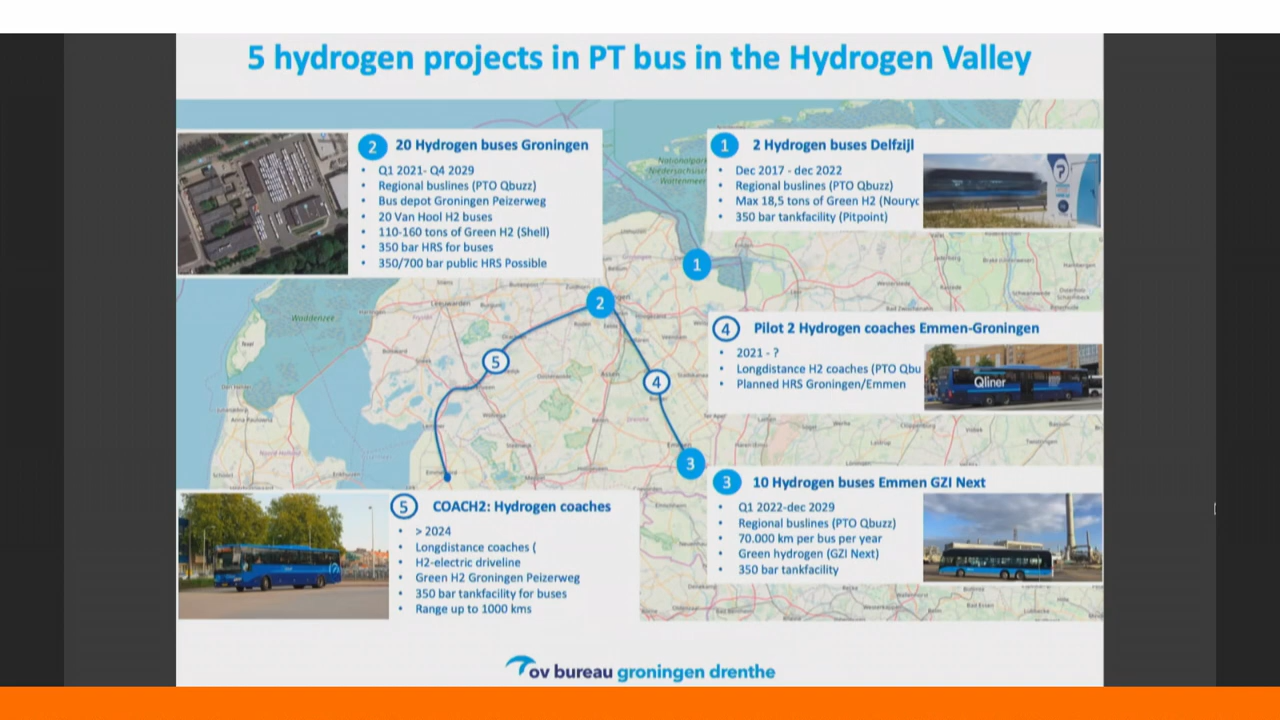 5 hydrogen projects in PT bus in the Hydrogen Valley
2 20 Hydrogen buses Groningen
• Q1 2021- Q4 2029
• Regional buslines (PTO Qbuzz)
• Bus depot Groningen Peizerweg
• 20 Van Hool H2 buses
• 110-160 tons of Green H2 (Shell)
• 350 bar HRS for buses
• 350/700 bar public HRS Possible
1 2 Hydrogen buses Delfzijl
• Dec 2017 - dec 2022
• Regional buslines (PTO Qbuzz)
• Max 18,5 tons of Green H2 (Nouryc
• 350 bar tankfacility (Pitpoint)
1
2
5
4
3
Waddenzee
4 Pilot 2 Hydrogen coaches Emmen-Groningen
• 2021 - ?
• Longdistance H2 coaches (PTO Qbu
• Planned HRS Groningen/Emmen
Qliner
3 10 Hydrogen buses Emmen GZI Next
• Q1 2022-dec 2029
• Regional buslines (PTO Qbuzz)
• 70.000 km per bus per year
• Green hydrogen (GZI Next)
• 350 bar tankfacility
5 COACH2: Hydrogen coaches
• > 2024
• Longdistance coaches (
• H2-electric driveline
• Green H2 Groningen Peizerweg
• 350 bar tankfacility for buses
• Range up to 1000 kms
ov bureau groningen drenthe